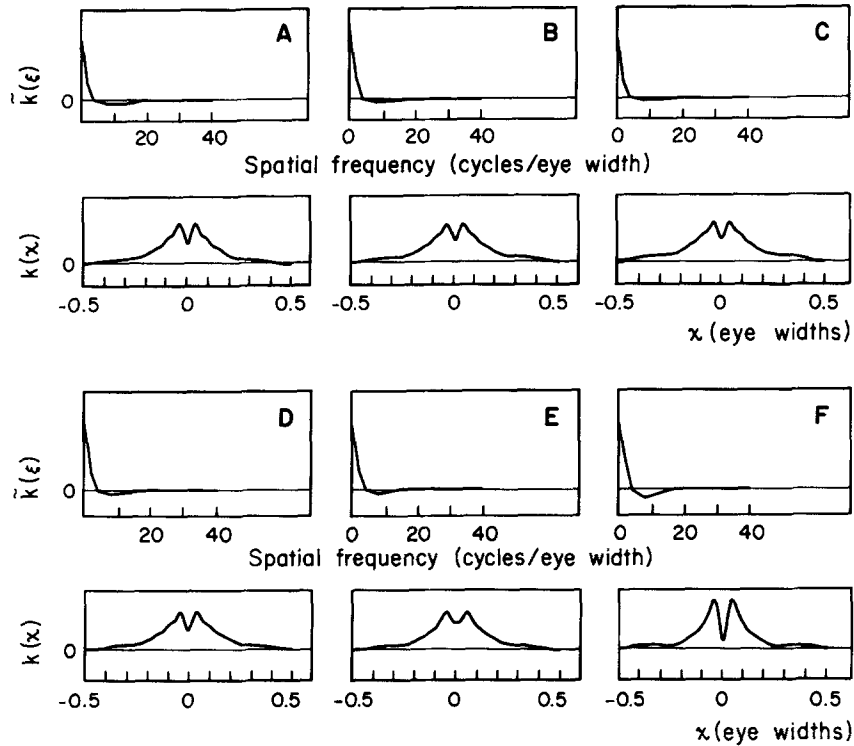 A B C
k̃(ε)
0
20 40 0 20 40 0 20 40
Spatial frequency (cycles/eye width)
k(x)
0
-0.5 0 0.5 -0.5 0 0.5 -0.5 0 0.5
x (eye widths)
D E F
k̃(ε)
0
20 40 0 20 40 0 20 40
Spatial frequency (cycles/eye width)
k(x)
0
-0.5 0 0.5 -0.5 0 0.5 -0.5 0 0.5
x (eye widths)